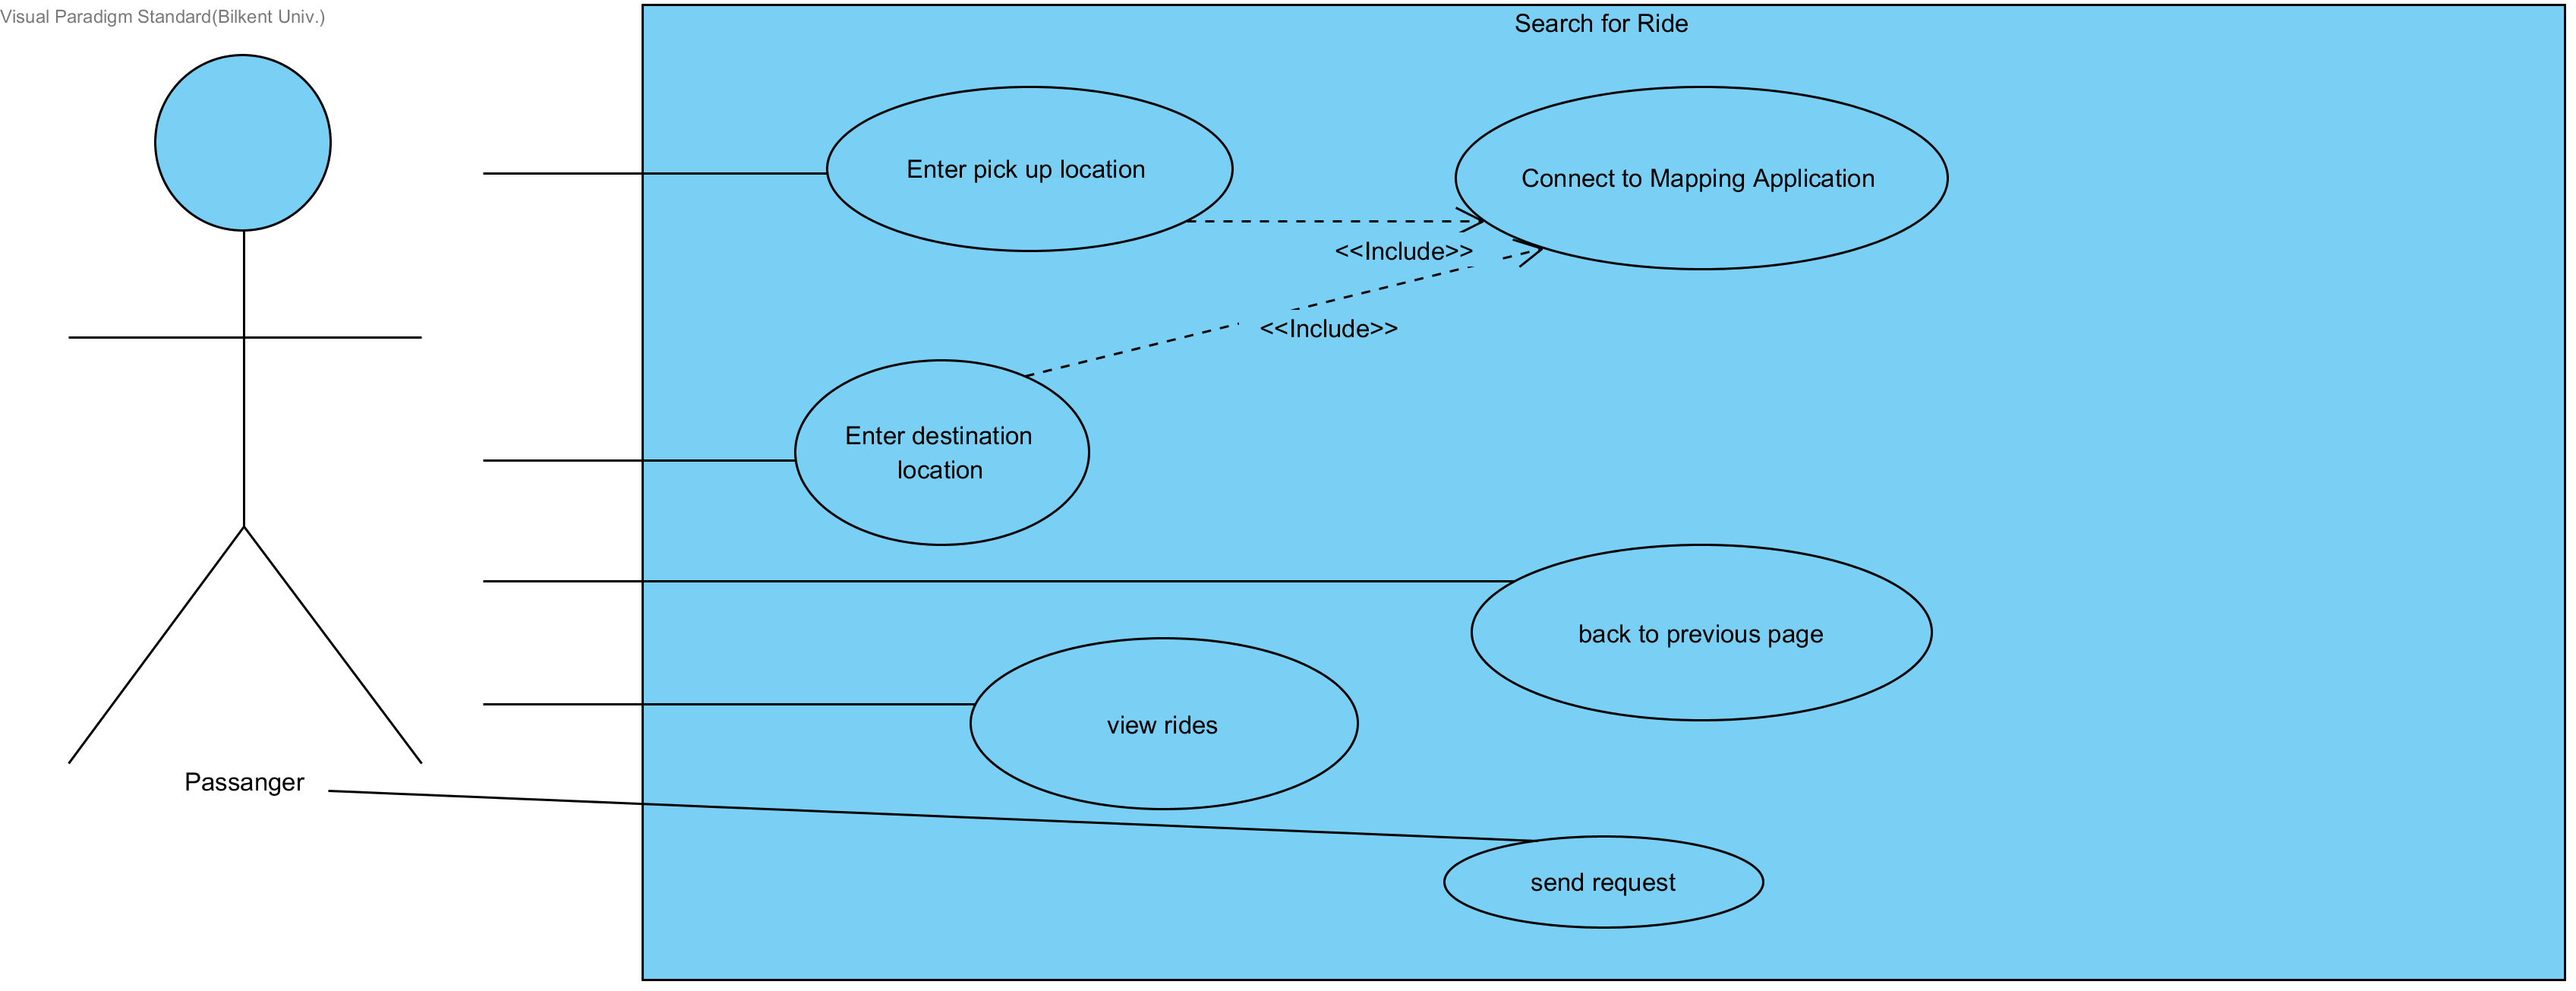 Visual Paradigm Standard(Bilkent Univ.)
Search for Ride
Enter pick up location
Connect to Mapping Application
<<Include>>
<<Include>>
Enter destination
location
back to previous page
view rides
Passanger
send request